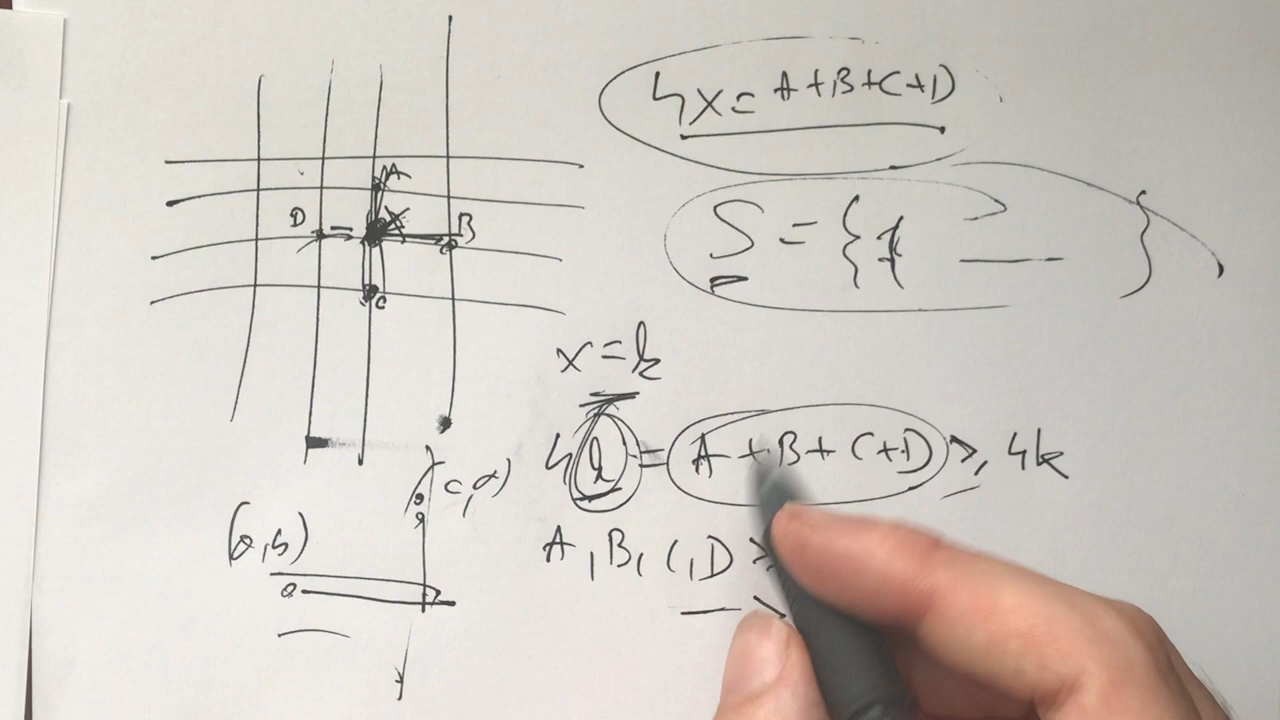 4x = A+B+C+D
A
D X B
C
S = { f }
x = k
4k = A+B+C+D ≥ 4k
c, d)
(a,b)
A, B, C, D ≥
a